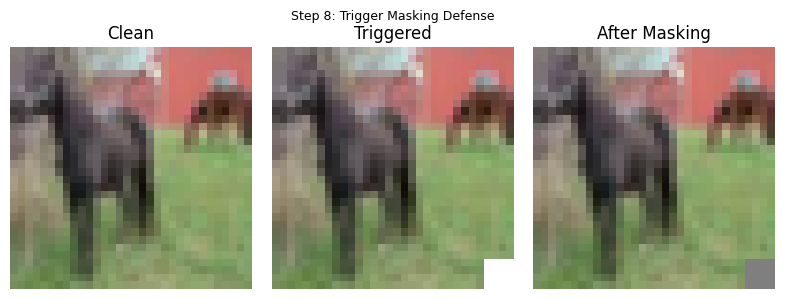 Step 8: Trigger Masking Defense
Clean
Triggered
After Masking